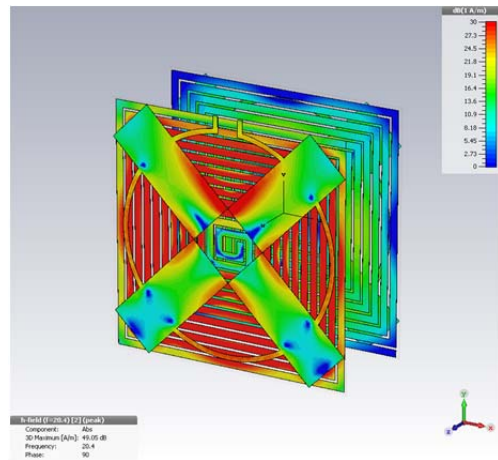 dB(1 A/m)
30
27.3
24.5
21.8
19.1
16.4
13.6
10.9
8.18
5.45
2.73
0
h-field (f=20.4) [2] (peak)
Component: Abs
3D Maximum [A/m]: 49.05 dB
Frequency: 20.4
Phase: 90
y
x
z